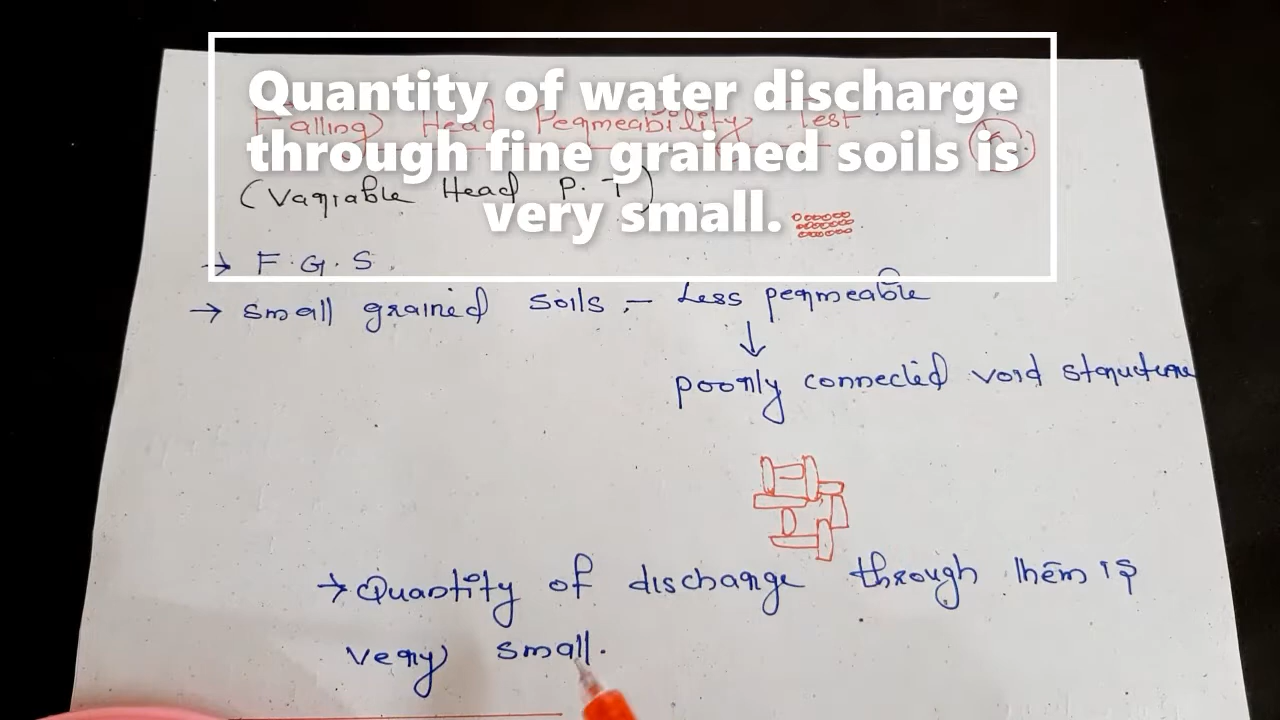 Quantity of water discharge
through fine grained soils is
very small.
Falling Head Permeability Test
(Variable Head P. T)
→ F.G.S.
→ small grained soils - Less permeable
↓
poorly connected void structure
→ Quantity of discharge through them is
very small.